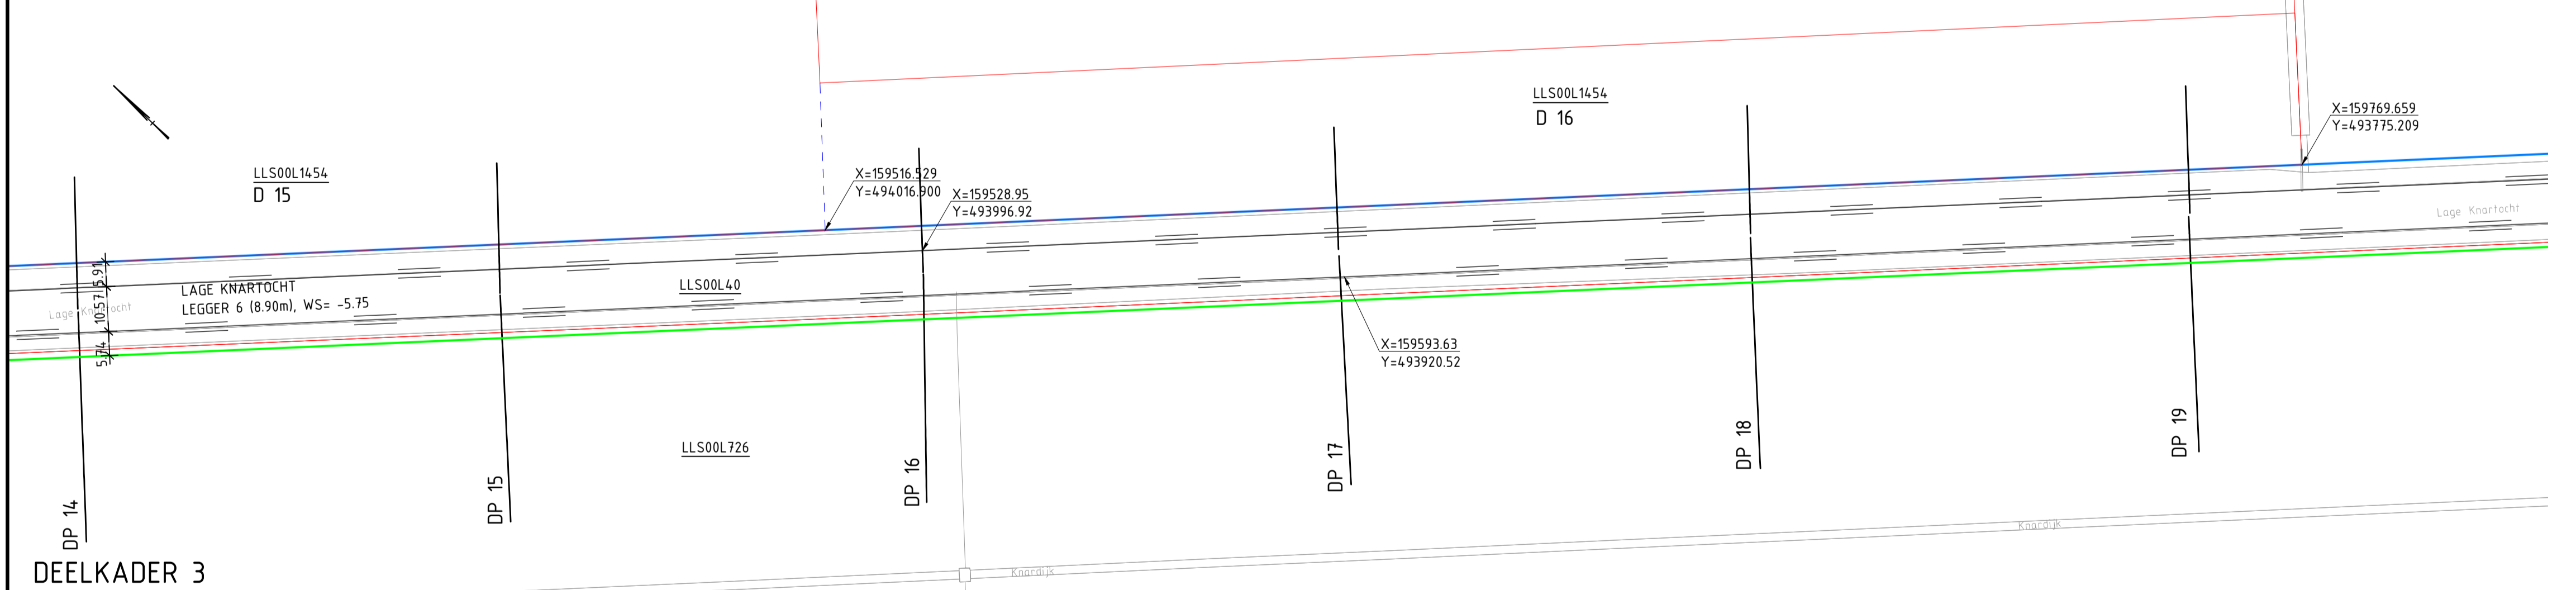 LLS00L1454
D 15
LLS00L1454
D 16
X=159769.659
Y=493775.209
X=159516.529
Y=494016.900
X=159528.95
Y=493996.92
Lage Knartocht
5.91
10.57
5.74
LAGE KNARTOCHT
LEGGER 6 (8.90m), WS= -5.75
Lage Knartocht
LLS00L40
X=159593.63
Y=493920.52
LLS00L726
DP 14
DP 15
DP 16
DP 17
DP 18
DP 19
Knardijk
Knardijk
DEELKADER 3